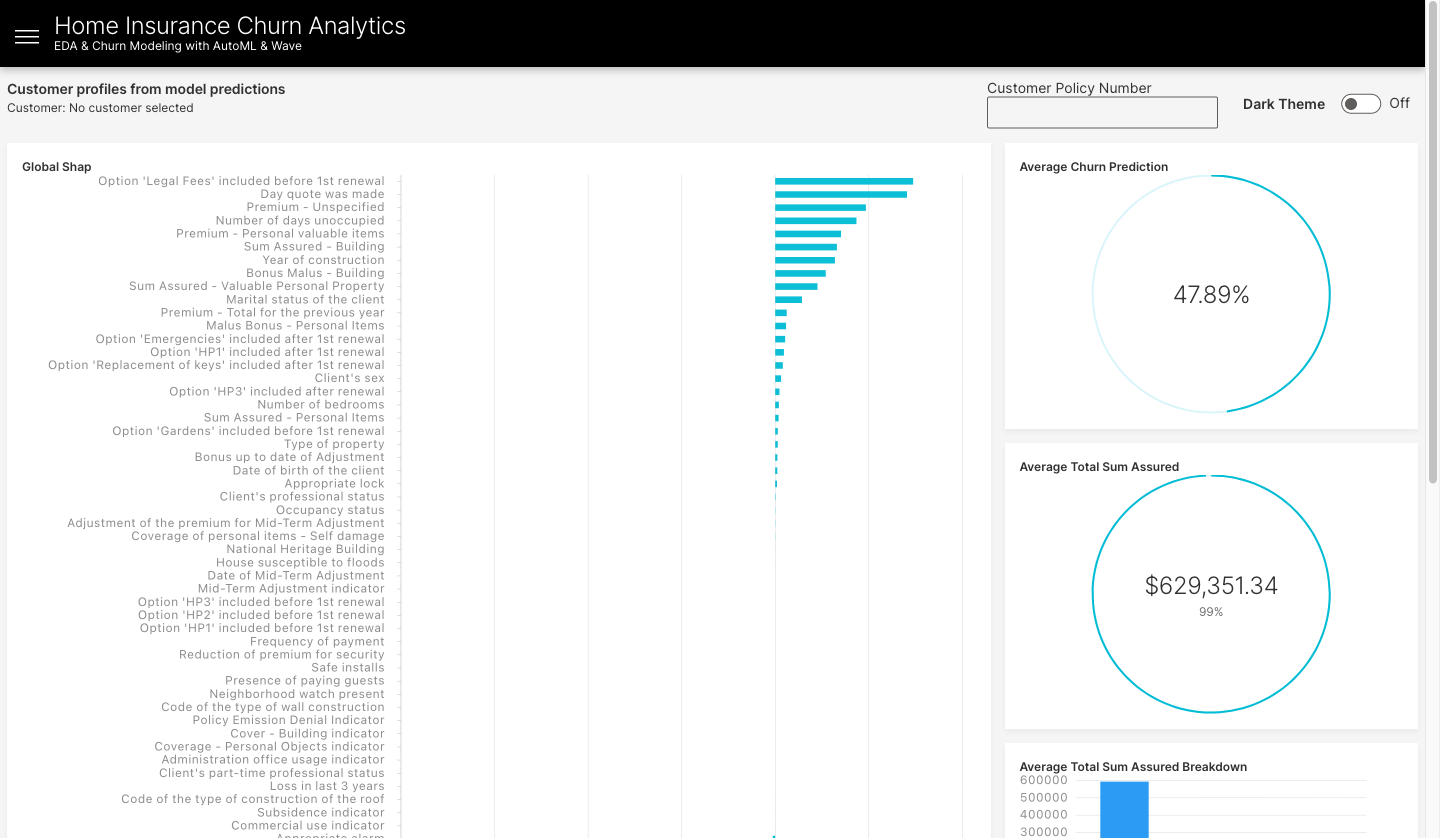 Home Insurance Churn Analytics
EDA & Churn Modeling with AutoML & Wave
Customer profiles from model predictions
Customer: No customer selected
Customer Policy Number
Dark Theme
Off
Global Shap
Option 'Legal Fees' included before 1st renewal
Day quote was made
Premium - Unspecified
Number of days unoccupied
Premium - Personal valuable items
Sum Assured - Building
Year of construction
Bonus Malus - Building
Sum Assured - Valuable Personal Property
Marital status of the client
Premium - Total for the previous year
Malus Bonus - Personal Items
Option 'Emergencies' included after 1st renewal
Option 'HP1' included after 1st renewal
Option 'Replacement of keys' included after 1st renewal
Client's sex
Option 'HP3' included after renewal
Number of bedrooms
Sum Assured - Personal Items
Option 'Gardens' included before 1st renewal
Type of property
Bonus up to date of Adjustment
Date of birth of the client
Appropriate lock
Client's professional status
Occupancy status
Adjustment of the premium for Mid-Term Adjustment
Coverage of personal items - Self damage
National Heritage Building
House susceptible to floods
Date of Mid-Term Adjustment
Mid-Term Adjustment indicator
Option 'HP3' included before 1st renewal
Option 'HP2' included before 1st renewal
Option 'HP1' included before 1st renewal
Frequency of payment
Reduction of premium for security
Safe installs
Presence of paying guests
Neighborhood watch present
Code of the type of wall construction
Policy Emission Denial Indicator
Cover - Building indicator
Coverage - Personal Objects indicator
Administration office usage indicator
Client's part-time professional status
Loss in last 3 years
Code of the type of construction of the roof
Subsidence indicator
Commercial use indicator
Appropriate alarm
Average Churn Prediction
47.89%
Average Total Sum Assured
$629,351.34
99%
Average Total Sum Assured Breakdown
600000
500000
400000
300000